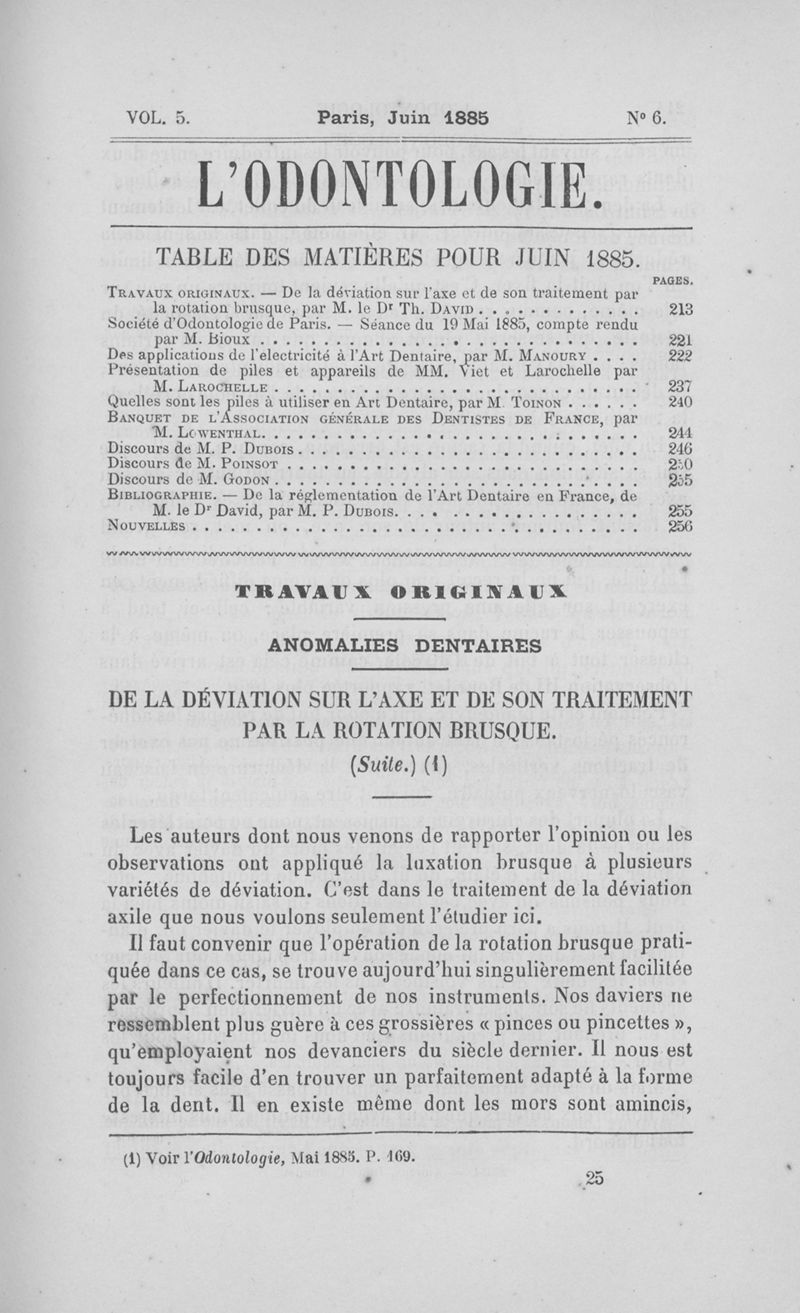 VOL. 5. Paris, Juin 1885 N° 6.
L'ODONTOLOGIE.
TABLE DES MATIÈRES POUR JUIN 1885.
PAGES.
TRAVAUX ORIGINAUX. — De la déviation sur l'axe et de son traitement par
la rotation brusque, par M. le Dr Th. DAVID . . . . . . . . . . . . . 213
Société d'Odontologie de Paris. — Séance du 19 Mai 1885, compte rendu
par M. Bioux . . . . . . . . . . . . . . . . . . . . . . . . . . . . . 221
Des applications de l'electricité à l'Art Dentaire, par M. MANOURY . . . . 222
Présentation de piles et appareils de MM. Viet et Larochelle par
M. LAROCHELLE . . . . . . . . . . . . . . . . . . . . . . . . . . . . 237
Quelles sont les piles à utiliser en Art Dentaire, par M. TOINON . . . . . . 240
BANQUET DE L'ASSOCIATION GÉNÉRALE DES DENTISTES DE FRANCE, par
M. LOWENTHAL. . . . . . . . . . . . . . . . . . . . . . . . . . . . . 244
Discours de M. P. DUBOIS . . . . . . . . . . . . . . . . . . . . . . . . . . 246
Discours de M. POINSOT . . . . . . . . . . . . . . . . . . . . . . . . . . . 250
Discours de M. GODON . . . . . . . . . . . . . . . . . . . . . . . . . . . . 255
BIBLIOGRAPHIE. — De la réglementation de l'Art Dentaire en France, de
M. le Dr David, par M. P. DUBOIS. . . . . . . . . . . . . . . . . . . 255
NOUVELLES . . . . . . . . . . . . . . . . . . . . . . . . . . . . . . . . . 256
TRAVAUX ORIGINAUX
ANOMALIES DENTAIRES
DE LA DÉVIATION SUR L'AXE ET DE SON TRAITEMENT
PAR LA ROTATION BRUSQUE.
(Suite.) (1)
Les auteurs dont nous venons de rapporter l'opinion ou les
observations ont appliqué la luxation brusque à plusieurs
variétés de déviation. C'est dans le traitement de la déviation
axile que nous voulons seulement l'étudier ici.
Il faut convenir que l'opération de la rotation brusque prati-
quée dans ce cas, se trouve aujourd'hui singulièrement facilitée
par le perfectionnement de nos instruments. Nos daviers ne
ressemblent plus guère à ces grossières « pinces ou pincettes »,
qu'employaient nos devanciers du siècle dernier. Il nous est
toujours facile d'en trouver un parfaitement adapté à la forme
de la dent. Il en existe même dont les mors sont amincis,
(1) Voir l'Odontologie, Mai 1885. P. 169.
25